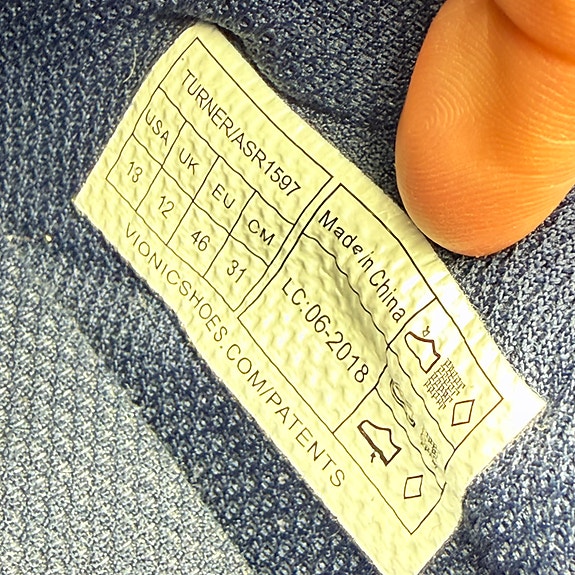 TURNER/ASR1597
USA UK EU CM
13 12 46 31
Made in China
LC:06-2018
VIONICSHOES.COM/PATENTS